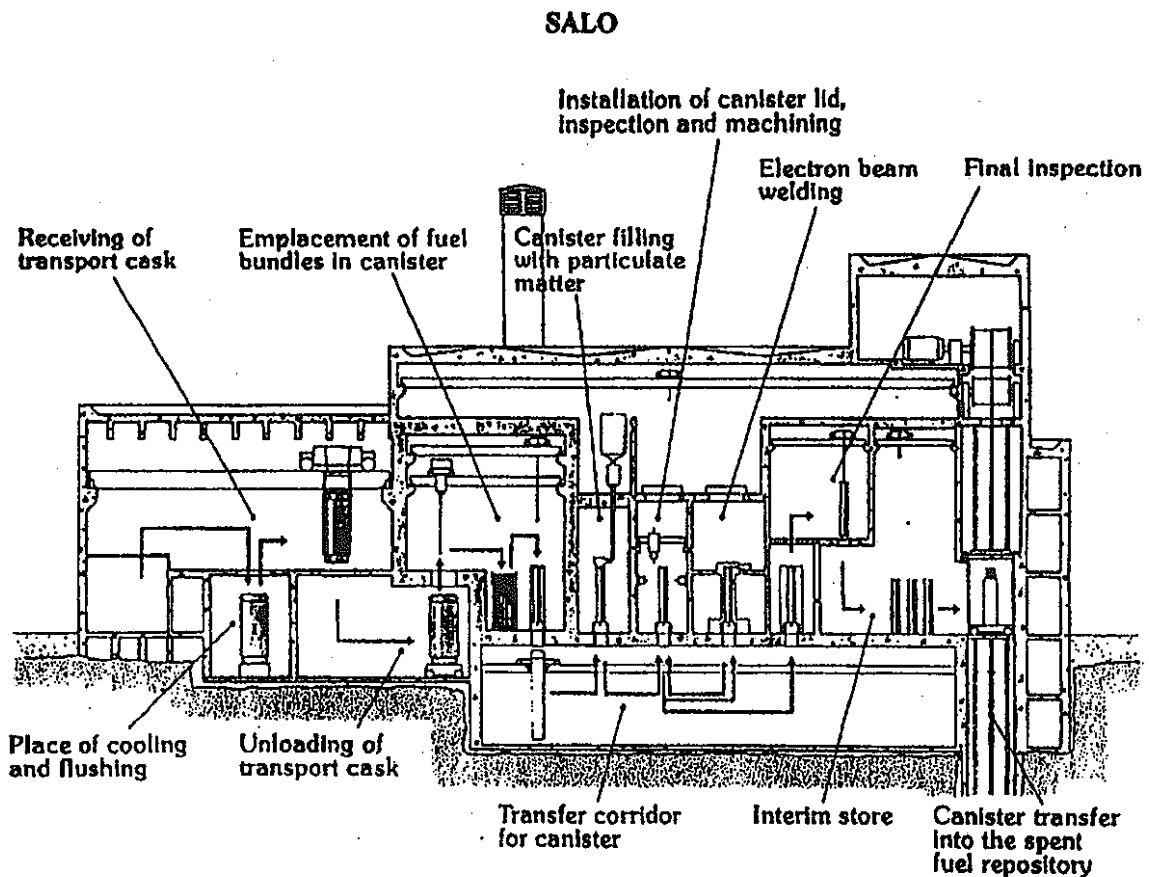 SALO
Installation of canister lid,
inspection and machining
Electron beam
welding
Final inspection
Receiving of
transport cask
Emplacement of fuel
bundles in canister
Canister filling
with particulate
matter
Place of cooling
and flushing
Unloading of
transport cask
Transfer corridor
for canister
Interim store
Canister transfer
into the spent
fuel repository